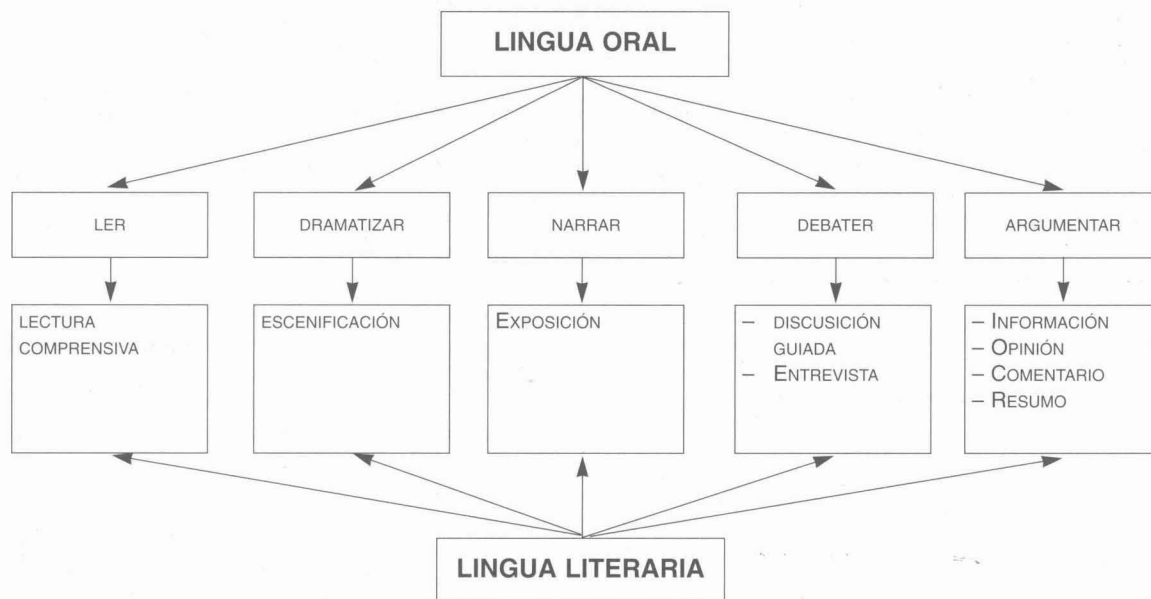 LINGUA ORAL
LER
DRAMATIZAR
NARRAR
DEBATER
ARGUMENTAR
LECTURA
COMPRENSIVA
ESCENIFICACIÓN
EXPOSICIÓN
– DISCUSICIÓN
GUIADA
– ENTREVISTA
– INFORMACIÓN
– OPINIÓN
– COMENTARIO
– RESUMO
LINGUA LITERARIA